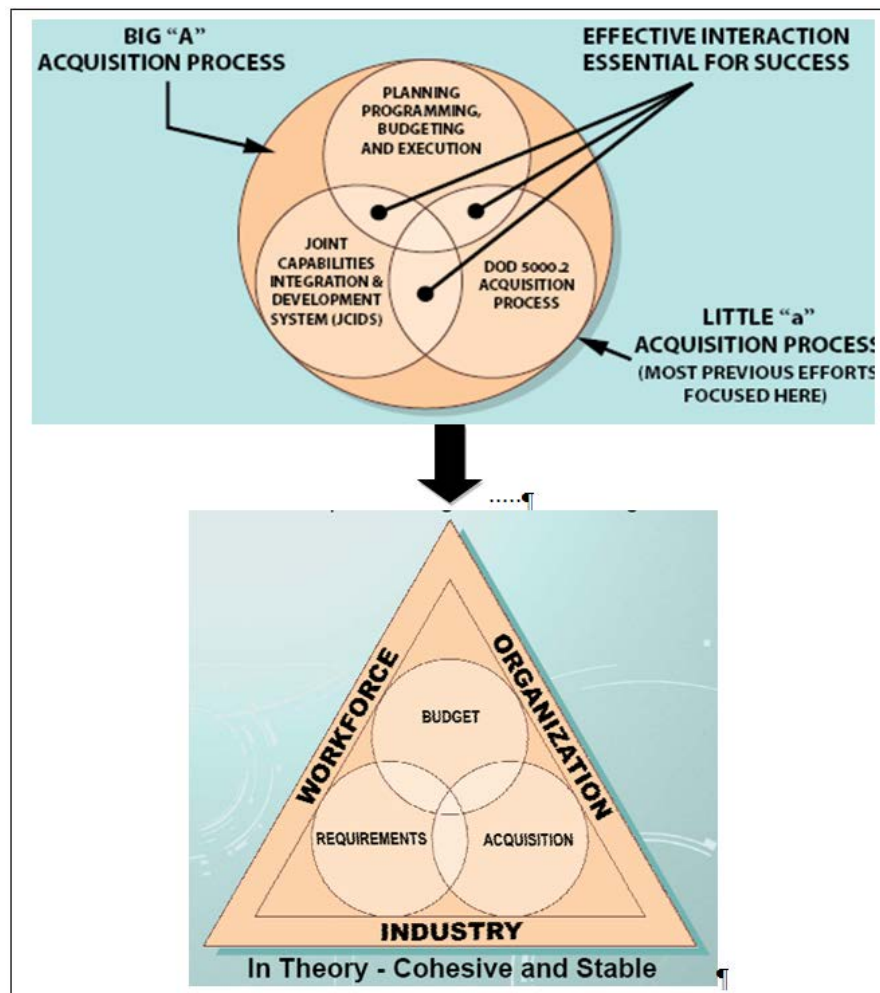 BIG “A”
ACQUISITION PROCESS
EFFECTIVE INTERACTION
ESSENTIAL FOR SUCCESS
PLANNING
PROGRAMMING,
BUDGETING
AND EXECUTION
JOINT
CAPABILITIES
INTEGRATION &
DEVELOPMENT
SYSTEM (JCIDS)
DOD 5000.2
ACQUISITION
PROCESS
LITTLE “a”
ACQUISITION PROCESS
(MOST PREVIOUS EFFORTS
FOCUSED HERE)
.....¶
WORKFORCE
ORGANIZATION
BUDGET
REQUIREMENTS
ACQUISITION
INDUSTRY
In Theory - Cohesive and Stable
¶